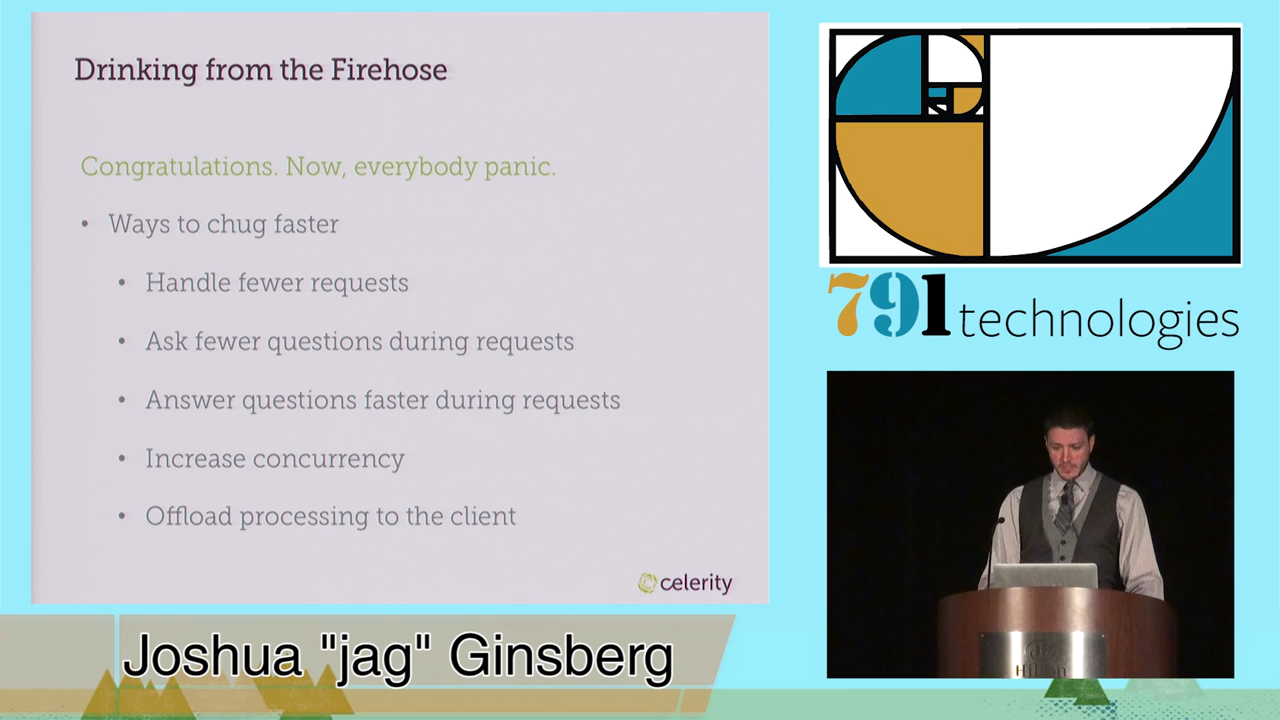 Drinking from the Firehose
Congratulations. Now, everybody panic.
• Ways to chug faster
• Handle fewer requests
• Ask fewer questions during requests
• Answer questions faster during requests
• Increase concurrency
• Offload processing to the client
celerity
791 technologies
Hilton
Joshua "jag" Ginsberg